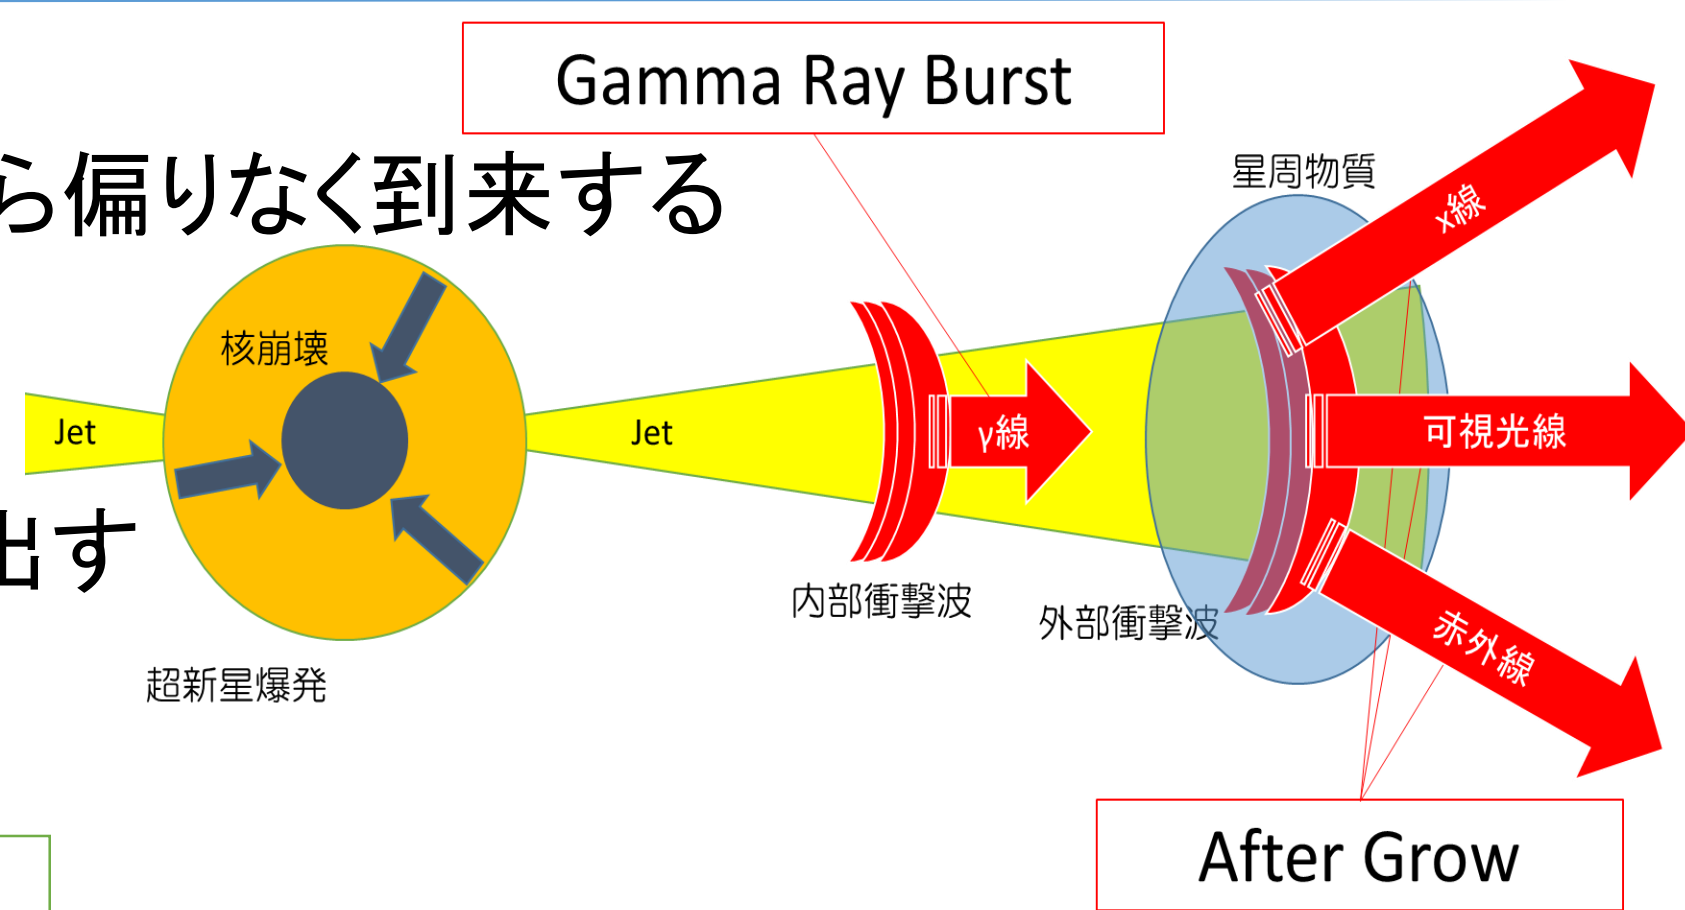 Gamma Ray Burst
ら偏りなく到来する
星周物質
x線
核崩壊
Jet
Jet
γ線
可視光線
出す
内部衝撃波
外部衝撃波
赤外線
超新星爆発
After Grow